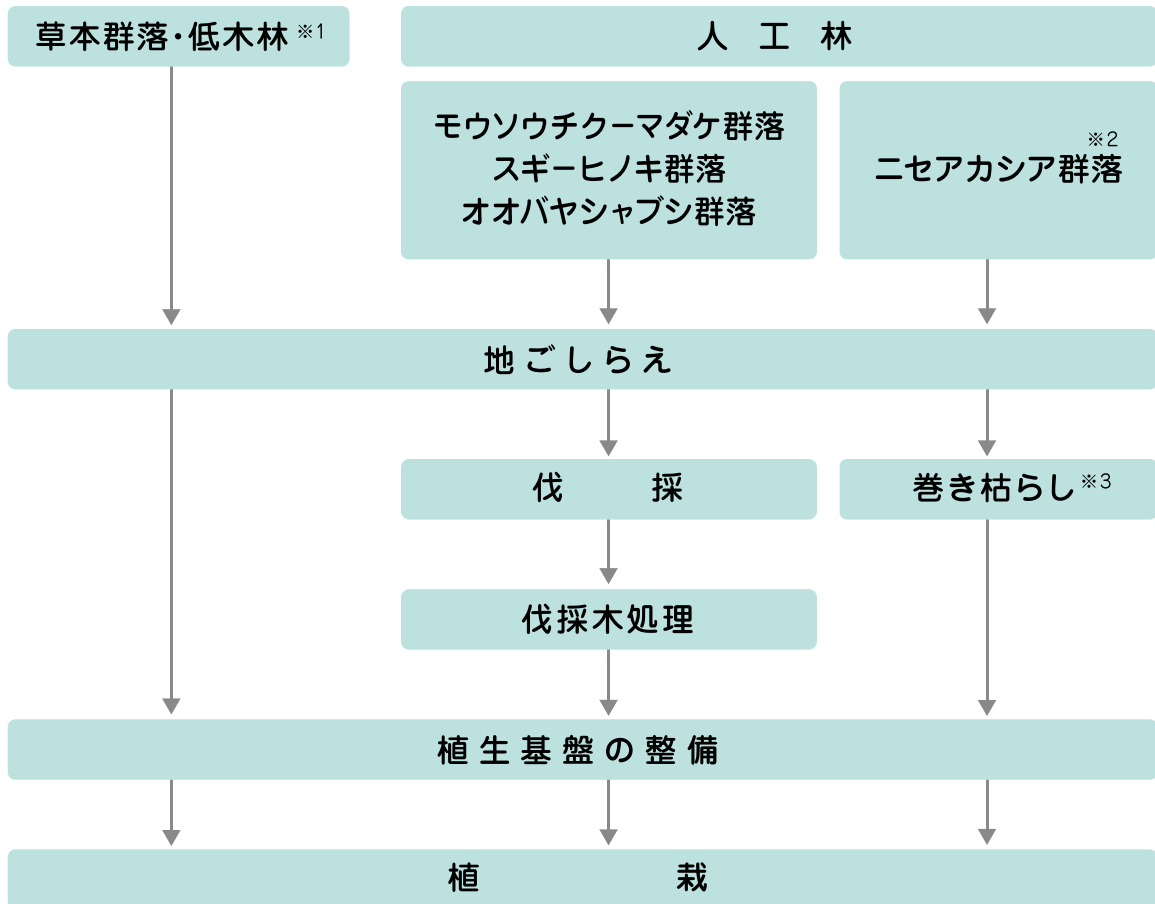 草本群落・低木林※1
人工林
モウソウチクーマダケ群落
スギーヒノキ群落
オオバヤシャブシ群落
※2
ニセアカシア群落
地ごしらえ
伐採
巻き枯らし※3
伐採木処理
植生基盤の整備
植栽